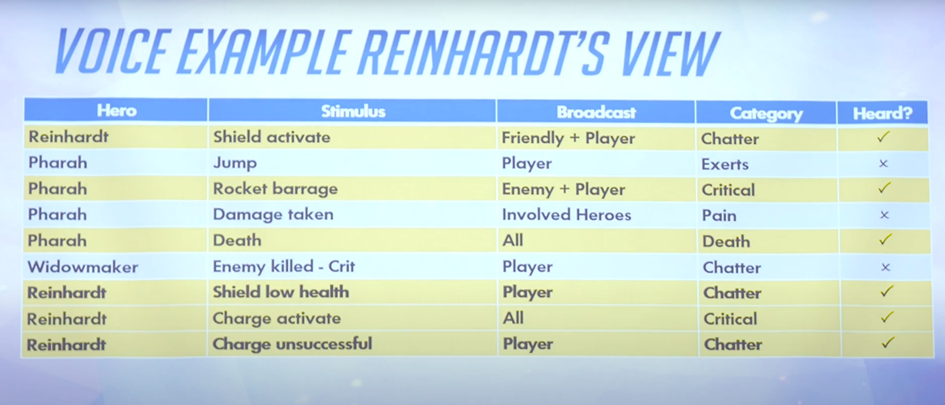 VOICE EXAMPLE REINHARDT'S VIEW
Hero Stimulus Broadcast Category Heard?
Reinhardt Shield activate Friendly + Player Chatter ✓
Pharah Jump Player Exerts ×
Pharah Rocket barrage Enemy + Player Critical ✓
Pharah Damage taken Involved Heroes Pain ×
Pharah Death All Death ✓
Widowmaker Enemy killed - Crit Player Chatter ×
Reinhardt Shield low health Player Chatter ✓
Reinhardt Charge activate All Critical ✓
Reinhardt Charge unsuccessful Player Chatter ✓